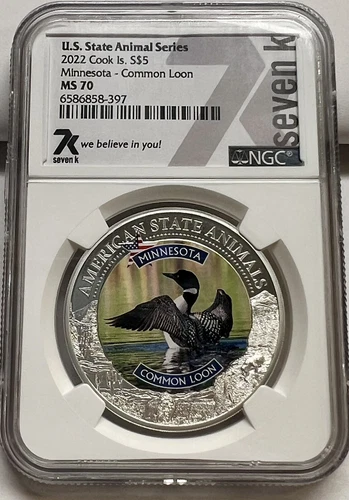 U.S. State Animal Series
2022 Cook Is. S$5
Minnesota - Common Loon
MS 70
6586858-397
7k
seven k
we believe in you!
seven k
NGC®
AMERICAN STATE ANIMALS
MINNESOTA
COMMON LOON